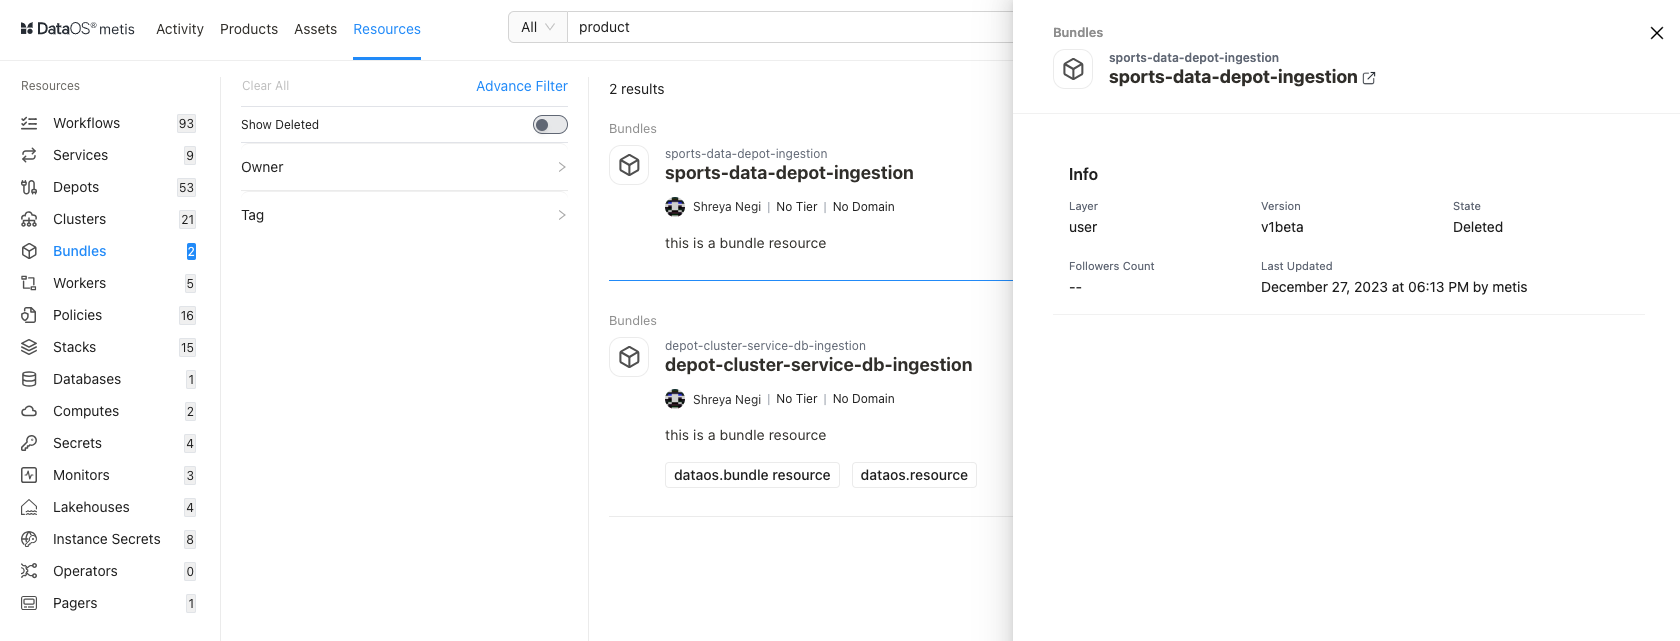 DataOS® metis Activity Products Assets Resources All product
Resources
Workflows 93
Services 9
Depots 53
Clusters 21
Bundles 2
Workers 5
Policies 16
Stacks 15
Databases 1
Computes 2
Secrets 4
Monitors 3
Lakehouses 4
Instance Secrets 8
Operators 0
Pagers 1
Clear All Advance Filter
Show Deleted
Owner
Tag
2 results
Bundles
sports-data-depot-ingestion
sports-data-depot-ingestion
Shreya Negi | No Tier | No Domain
this is a bundle resource
Bundles
depot-cluster-service-db-ingestion
depot-cluster-service-db-ingestion
Shreya Negi | No Tier | No Domain
this is a bundle resource
dataos.bundle resource dataos.resource
Bundles
sports-data-depot-ingestion
sports-data-depot-ingestion
Info
Layer Version State
user v1beta Deleted
Followers Count Last Updated
-- December 27, 2023 at 06:13 PM by metis